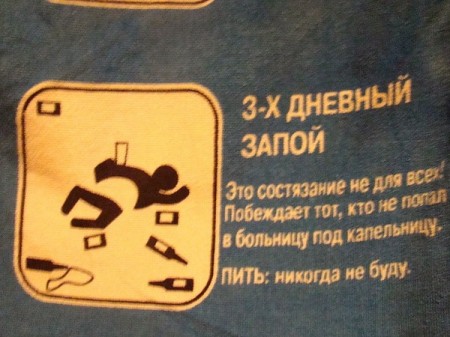 3-Х ДНЕВНЫЙ
ЗАПОЙ
Это состязание не для всех!
Побеждает тот, кто не попал
в больницу под капельницу.
ПИТЬ: никогда не буду.